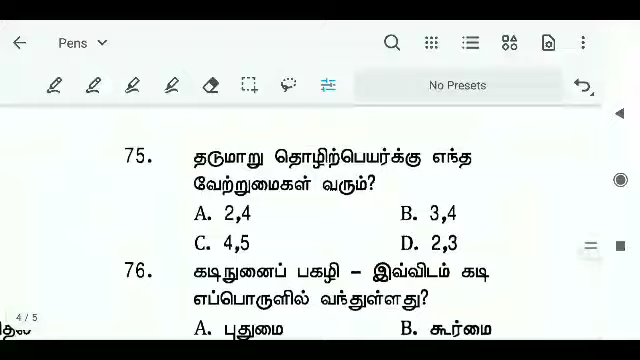 Pens
No Presets
75. தடுமாறு தொழிற்பெயர்க்கு எந்த
வேற்றுமைகள் வரும்?
A. 2,4 B. 3,4
C. 4,5 D. 2,3
76. கடிநுனைப் பகழி – இவ்விடம் கடி
எப்பொருளில் வந்துள்ளது?
4 / 5
A. புதுமை B. கூர்மை